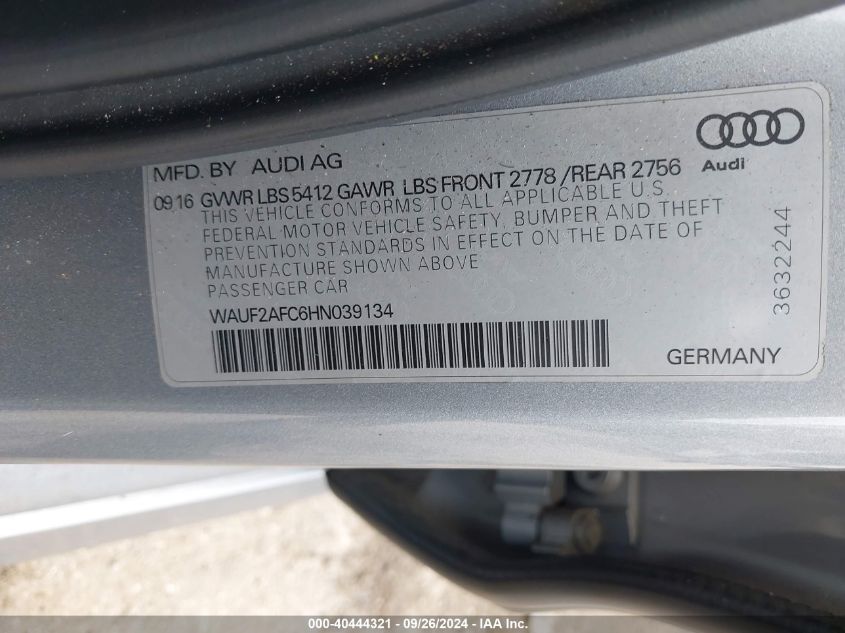 MFD. BY AUDI AG
Audi
09.16 GVWR LBS 5412 GAWR LBS FRONT 2778 /REAR 2756
THIS VEHICLE CONFORMS TO ALL APPLICABLE U.S.
FEDERAL MOTOR VEHICLE SAFETY, BUMPER AND THEFT
PREVENTION STANDARDS IN EFFECT ON THE DATE OF
MANUFACTURE SHOWN ABOVE
PASSENGER CAR
WAUF2AFC6HN039134
3632244
GERMANY
000-40444321 - 09/26/2024 - IAA Inc.